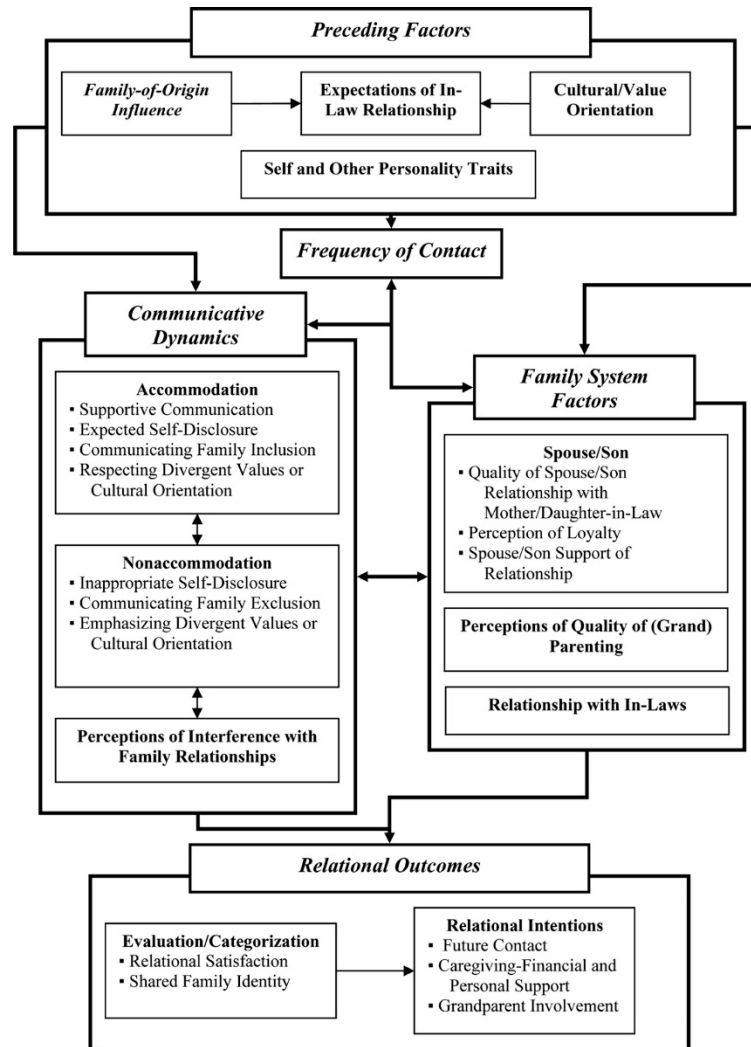 Preceding Factors
Family-of-Origin
Influence
Expectations of In-
Law Relationship
Cultural/Value
Orientation
Self and Other Personality Traits
Frequency of Contact
Communicative
Dynamics
Accommodation
▪ Supportive Communication
▪ Expected Self-Disclosure
▪ Communicating Family Inclusion
▪ Respecting Divergent Values or
Cultural Orientation
Nonaccommodation
▪ Inappropriate Self-Disclosure
▪ Communicating Family Exclusion
▪ Emphasizing Divergent Values or
Cultural Orientation
Perceptions of Interference with
Family Relationships
Family System
Factors
Spouse/Son
▪ Quality of Spouse/Son
Relationship with
Mother/Daughter-in-Law
▪ Perception of Loyalty
▪ Spouse/Son Support of
Relationship
Perceptions of Quality of (Grand)
Parenting
Relationship with In-Laws
Relational Outcomes
Evaluation/Categorization
▪ Relational Satisfaction
▪ Shared Family Identity
Relational Intentions
▪ Future Contact
▪ Caregiving-Financial and
Personal Support
▪ Grandparent Involvement